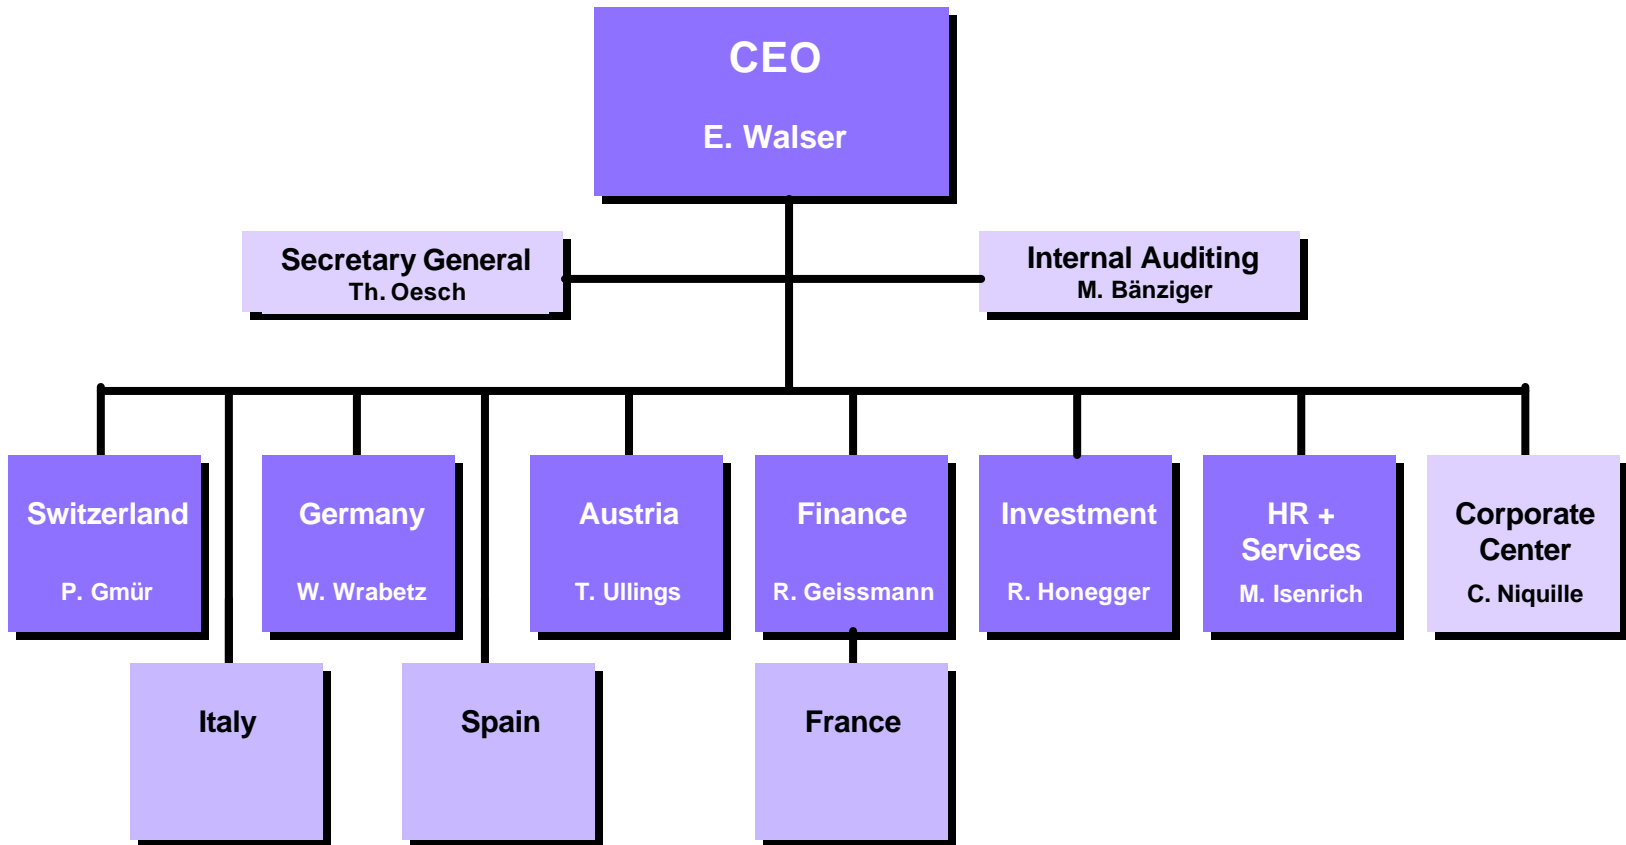 CEO
E. Walser
Secretary General
Th. Oesch
Internal Auditing
M. Bänziger
Switzerland
P. Gmür
Germany
W. Wrabetz
Austria
T. Ullings
Finance
R. Geissmann
Investment
R. Honegger
HR +
Services
M. Isenrich
Corporate
Center
C. Niquille
Italy
Spain
France